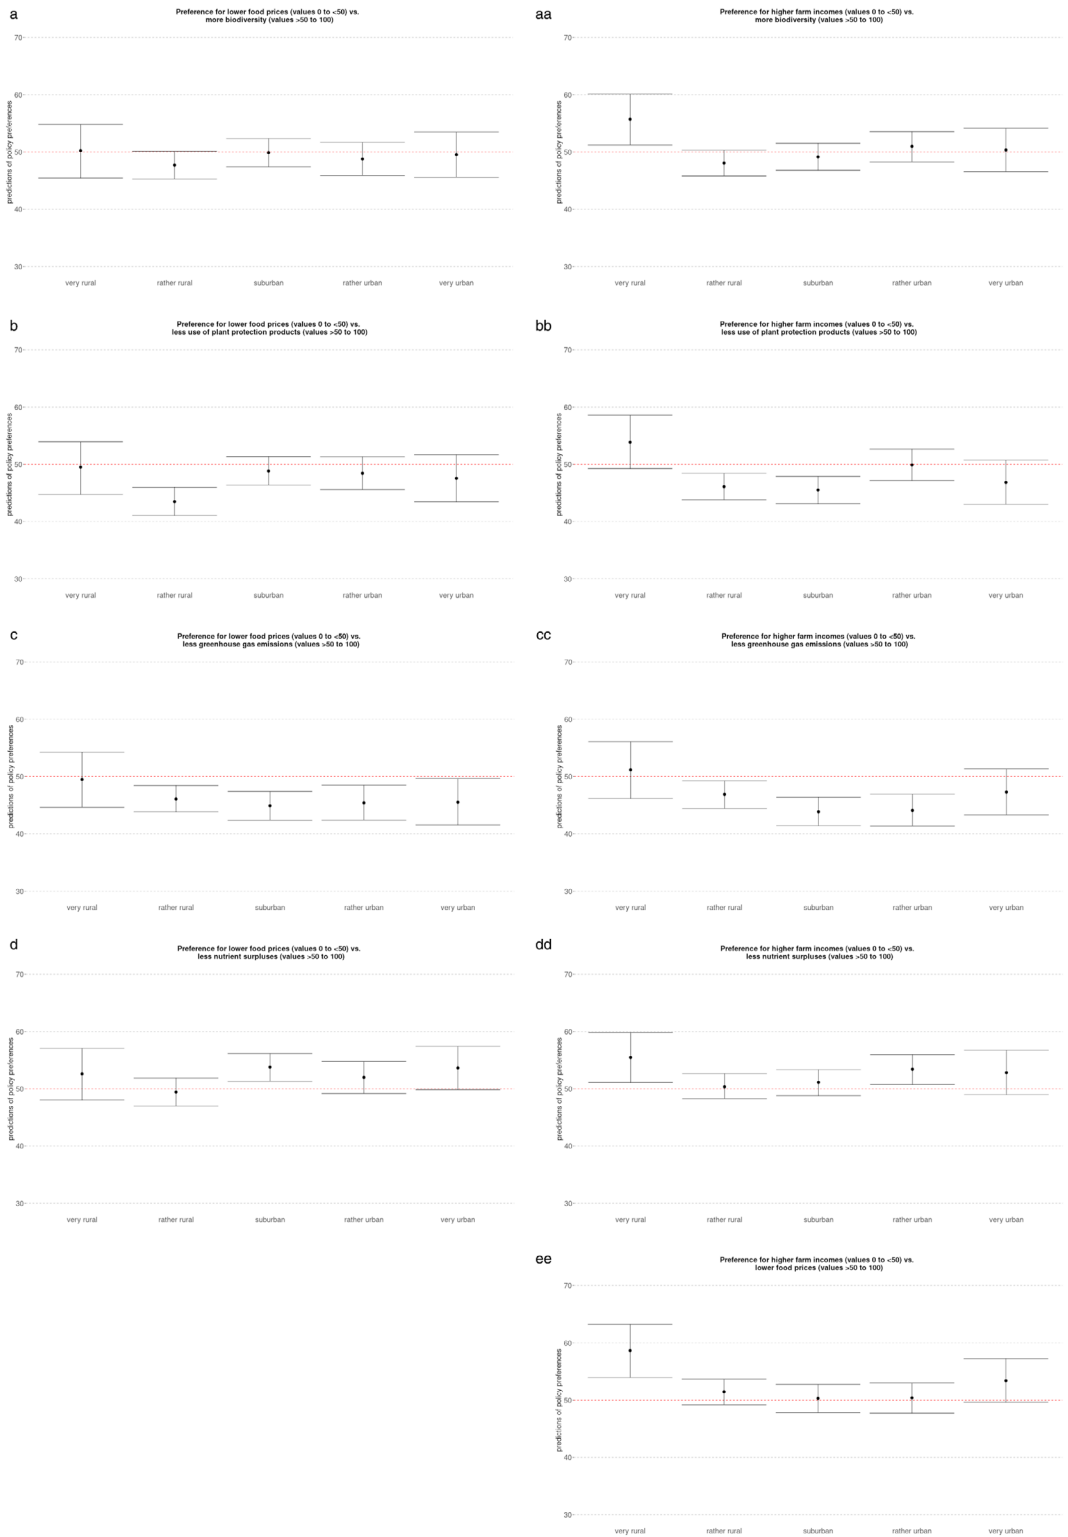 a
Preference for lower food prices (values 0 to <50) vs.
more biodiversity (values >50 to 100)
70
60
50
40
30
predictions of policy preferences
very rural rather rural suburban rather urban very urban
aa
Preference for higher farm incomes (values 0 to <50) vs.
more biodiversity (values >50 to 100)
70
60
50
40
30
predictions of policy preferences
very rural rather rural suburban rather urban very urban
b
Preference for lower food prices (values 0 to <50) vs.
less use of plant protection products (values >50 to 100)
70
60
50
40
30
predictions of policy preferences
very rural rather rural suburban rather urban very urban
bb
Preference for higher farm incomes (values 0 to <50) vs.
less use of plant protection products (values >50 to 100)
70
60
50
40
30
predictions of policy preferences
very rural rather rural suburban rather urban very urban
c
Preference for lower food prices (values 0 to <50) vs.
less greenhouse gas emissions (values >50 to 100)
70
60
50
40
30
predictions of policy preferences
very rural rather rural suburban rather urban very urban
cc
Preference for higher farm incomes (values 0 to <50) vs.
less greenhouse gas emissions (values >50 to 100)
70
60
50
40
30
predictions of policy preferences
very rural rather rural suburban rather urban very urban
d
Preference for lower food prices (values 0 to <50) vs.
less nutrient surpluses (values >50 to 100)
70
60
50
40
30
predictions of policy preferences
very rural rather rural suburban rather urban very urban
dd
Preference for higher farm incomes (values 0 to <50) vs.
less nutrient surpluses (values >50 to 100)
70
60
50
40
30
predictions of policy preferences
very rural rather rural suburban rather urban very urban
ee
Preference for higher farm incomes (values 0 to <50) vs.
lower food prices (values >50 to 100)
70
60
50
40
30
predictions of policy preferences
very rural rather rural suburban rather urban very urban